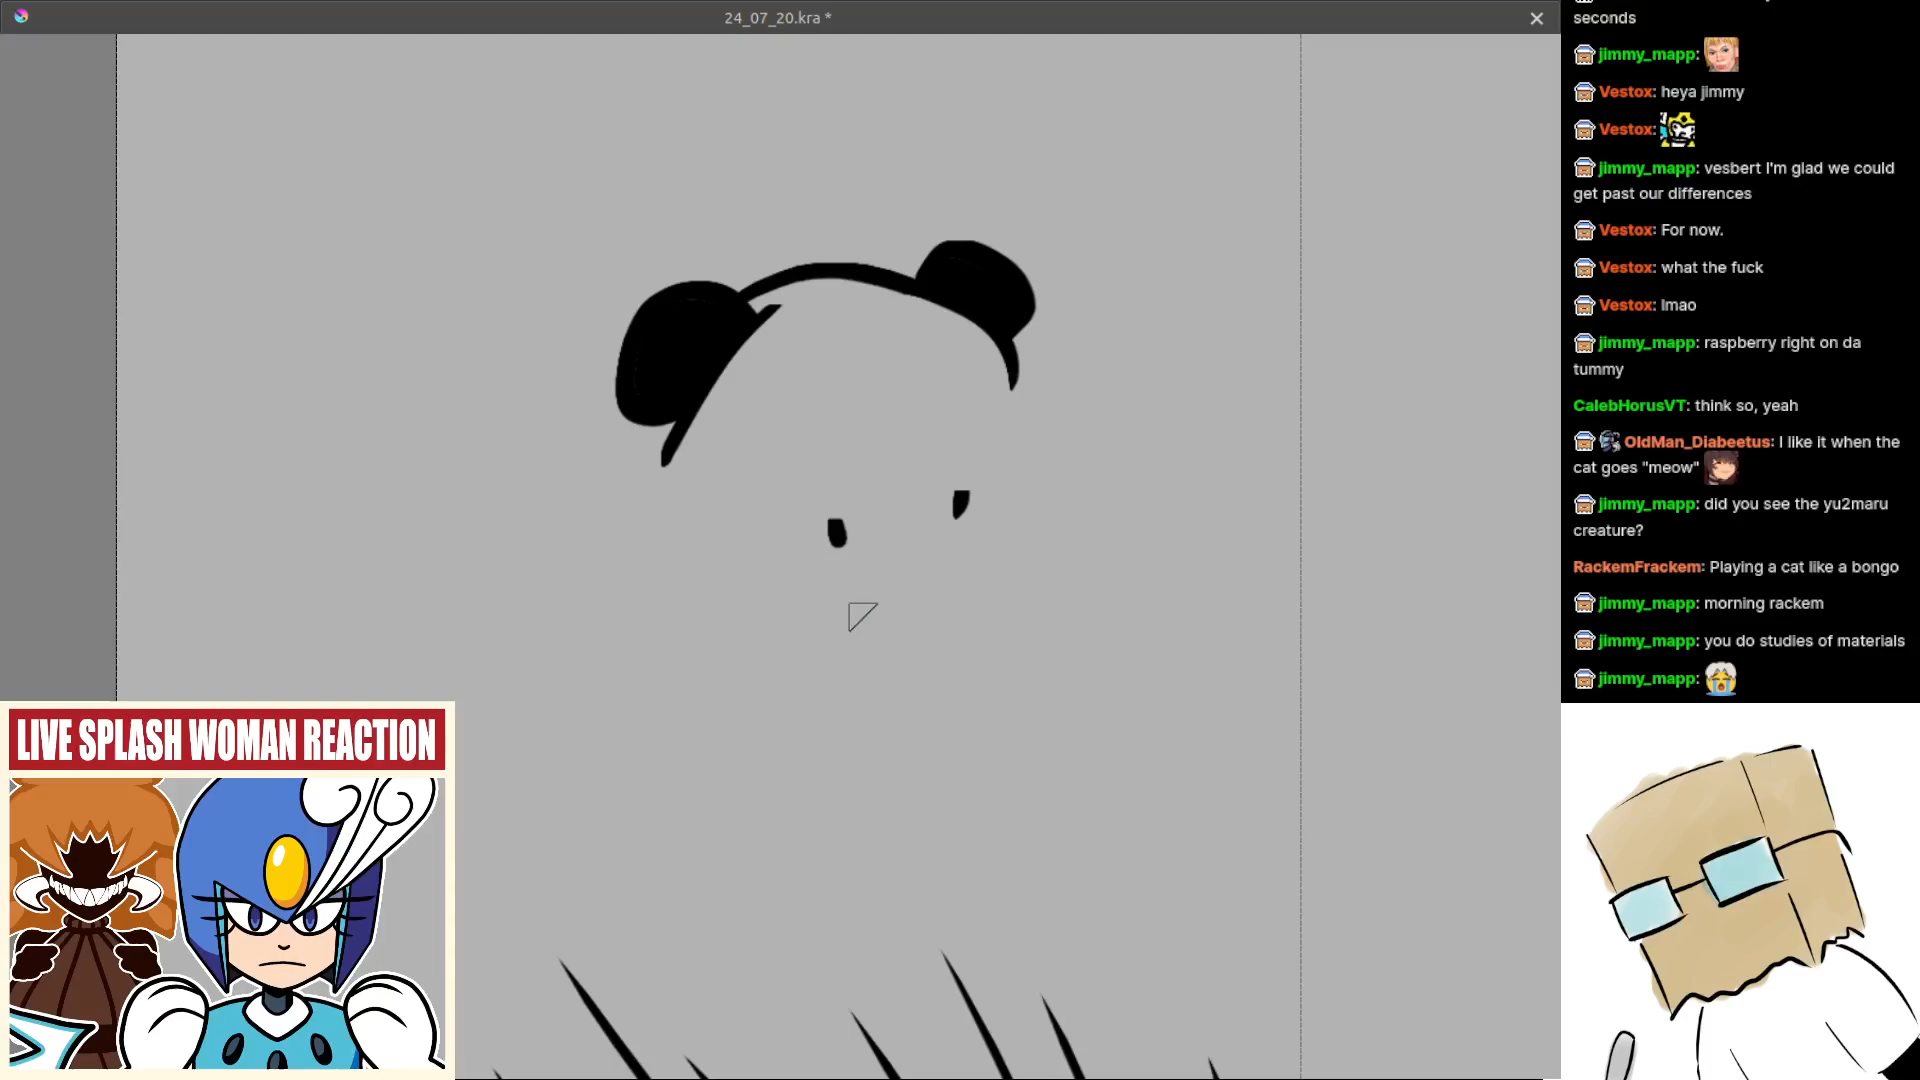 24_07_20.kra *
seconds
jimmy_mapp:
Vestox: heya jimmy
Vestox:
jimmy_mapp: vesbert I'm glad we could
get past our differences
Vestox: For now.
Vestox: what the fuck
Vestox: lmao
jimmy_mapp: raspberry right on da
tummy
CalebHorusVT: think so, yeah
OldMan_Diabeetus: I like it when the
cat goes "meow"
jimmy_mapp: did you see the yu2maru
creature?
RackemFrackem: Playing a cat like a bongo
jimmy_mapp: morning rackem
jimmy_mapp: you do studies of materials
jimmy_mapp:
LIVE SPLASH WOMAN REACTION